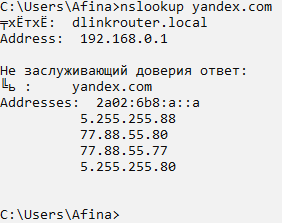 C:\Users\Afina>nslookup yandex.com
╤хЁтхЁ:  dlinkrouter.local
Address:  192.168.0.1

Не заслуживающий доверия ответ:
╚ь :     yandex.com
Addresses:  2a02:6b8:a::a
          5.255.255.88
          77.88.55.80
          77.88.55.77
          5.255.255.80

C:\Users\Afina>